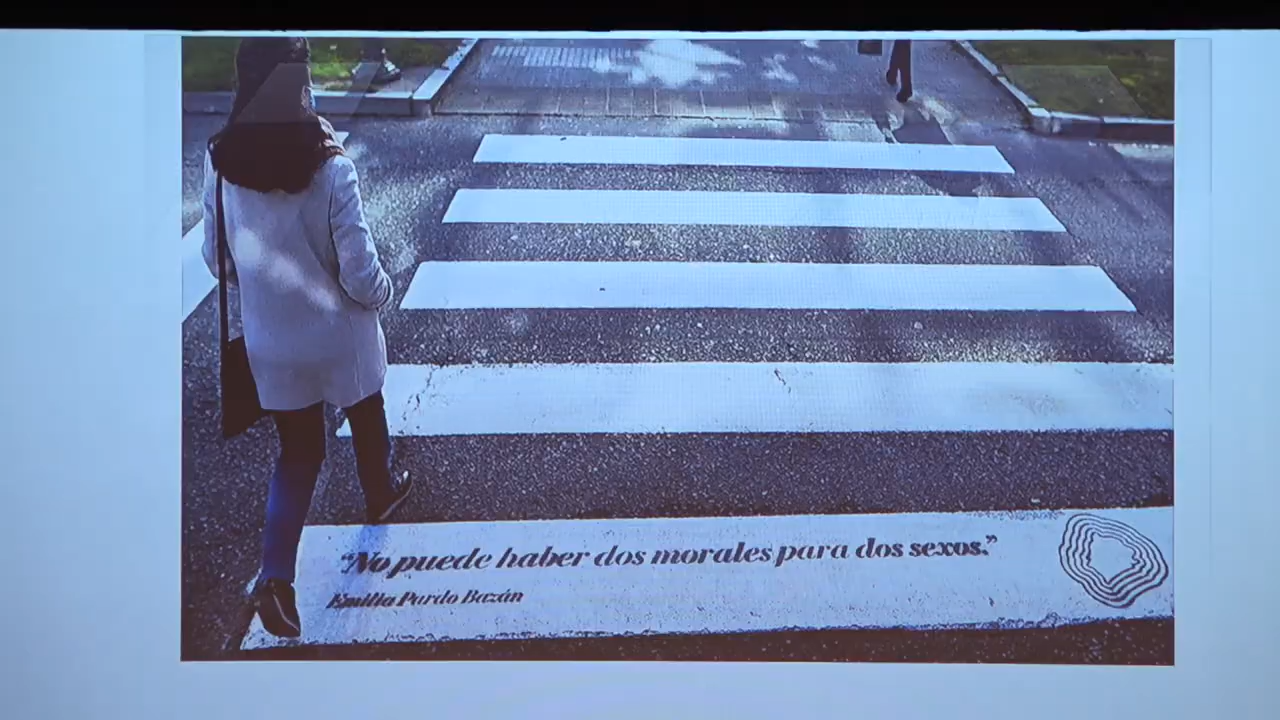 “No puede haber dos morales para dos sexos.”
Emilia Pardo Bazán